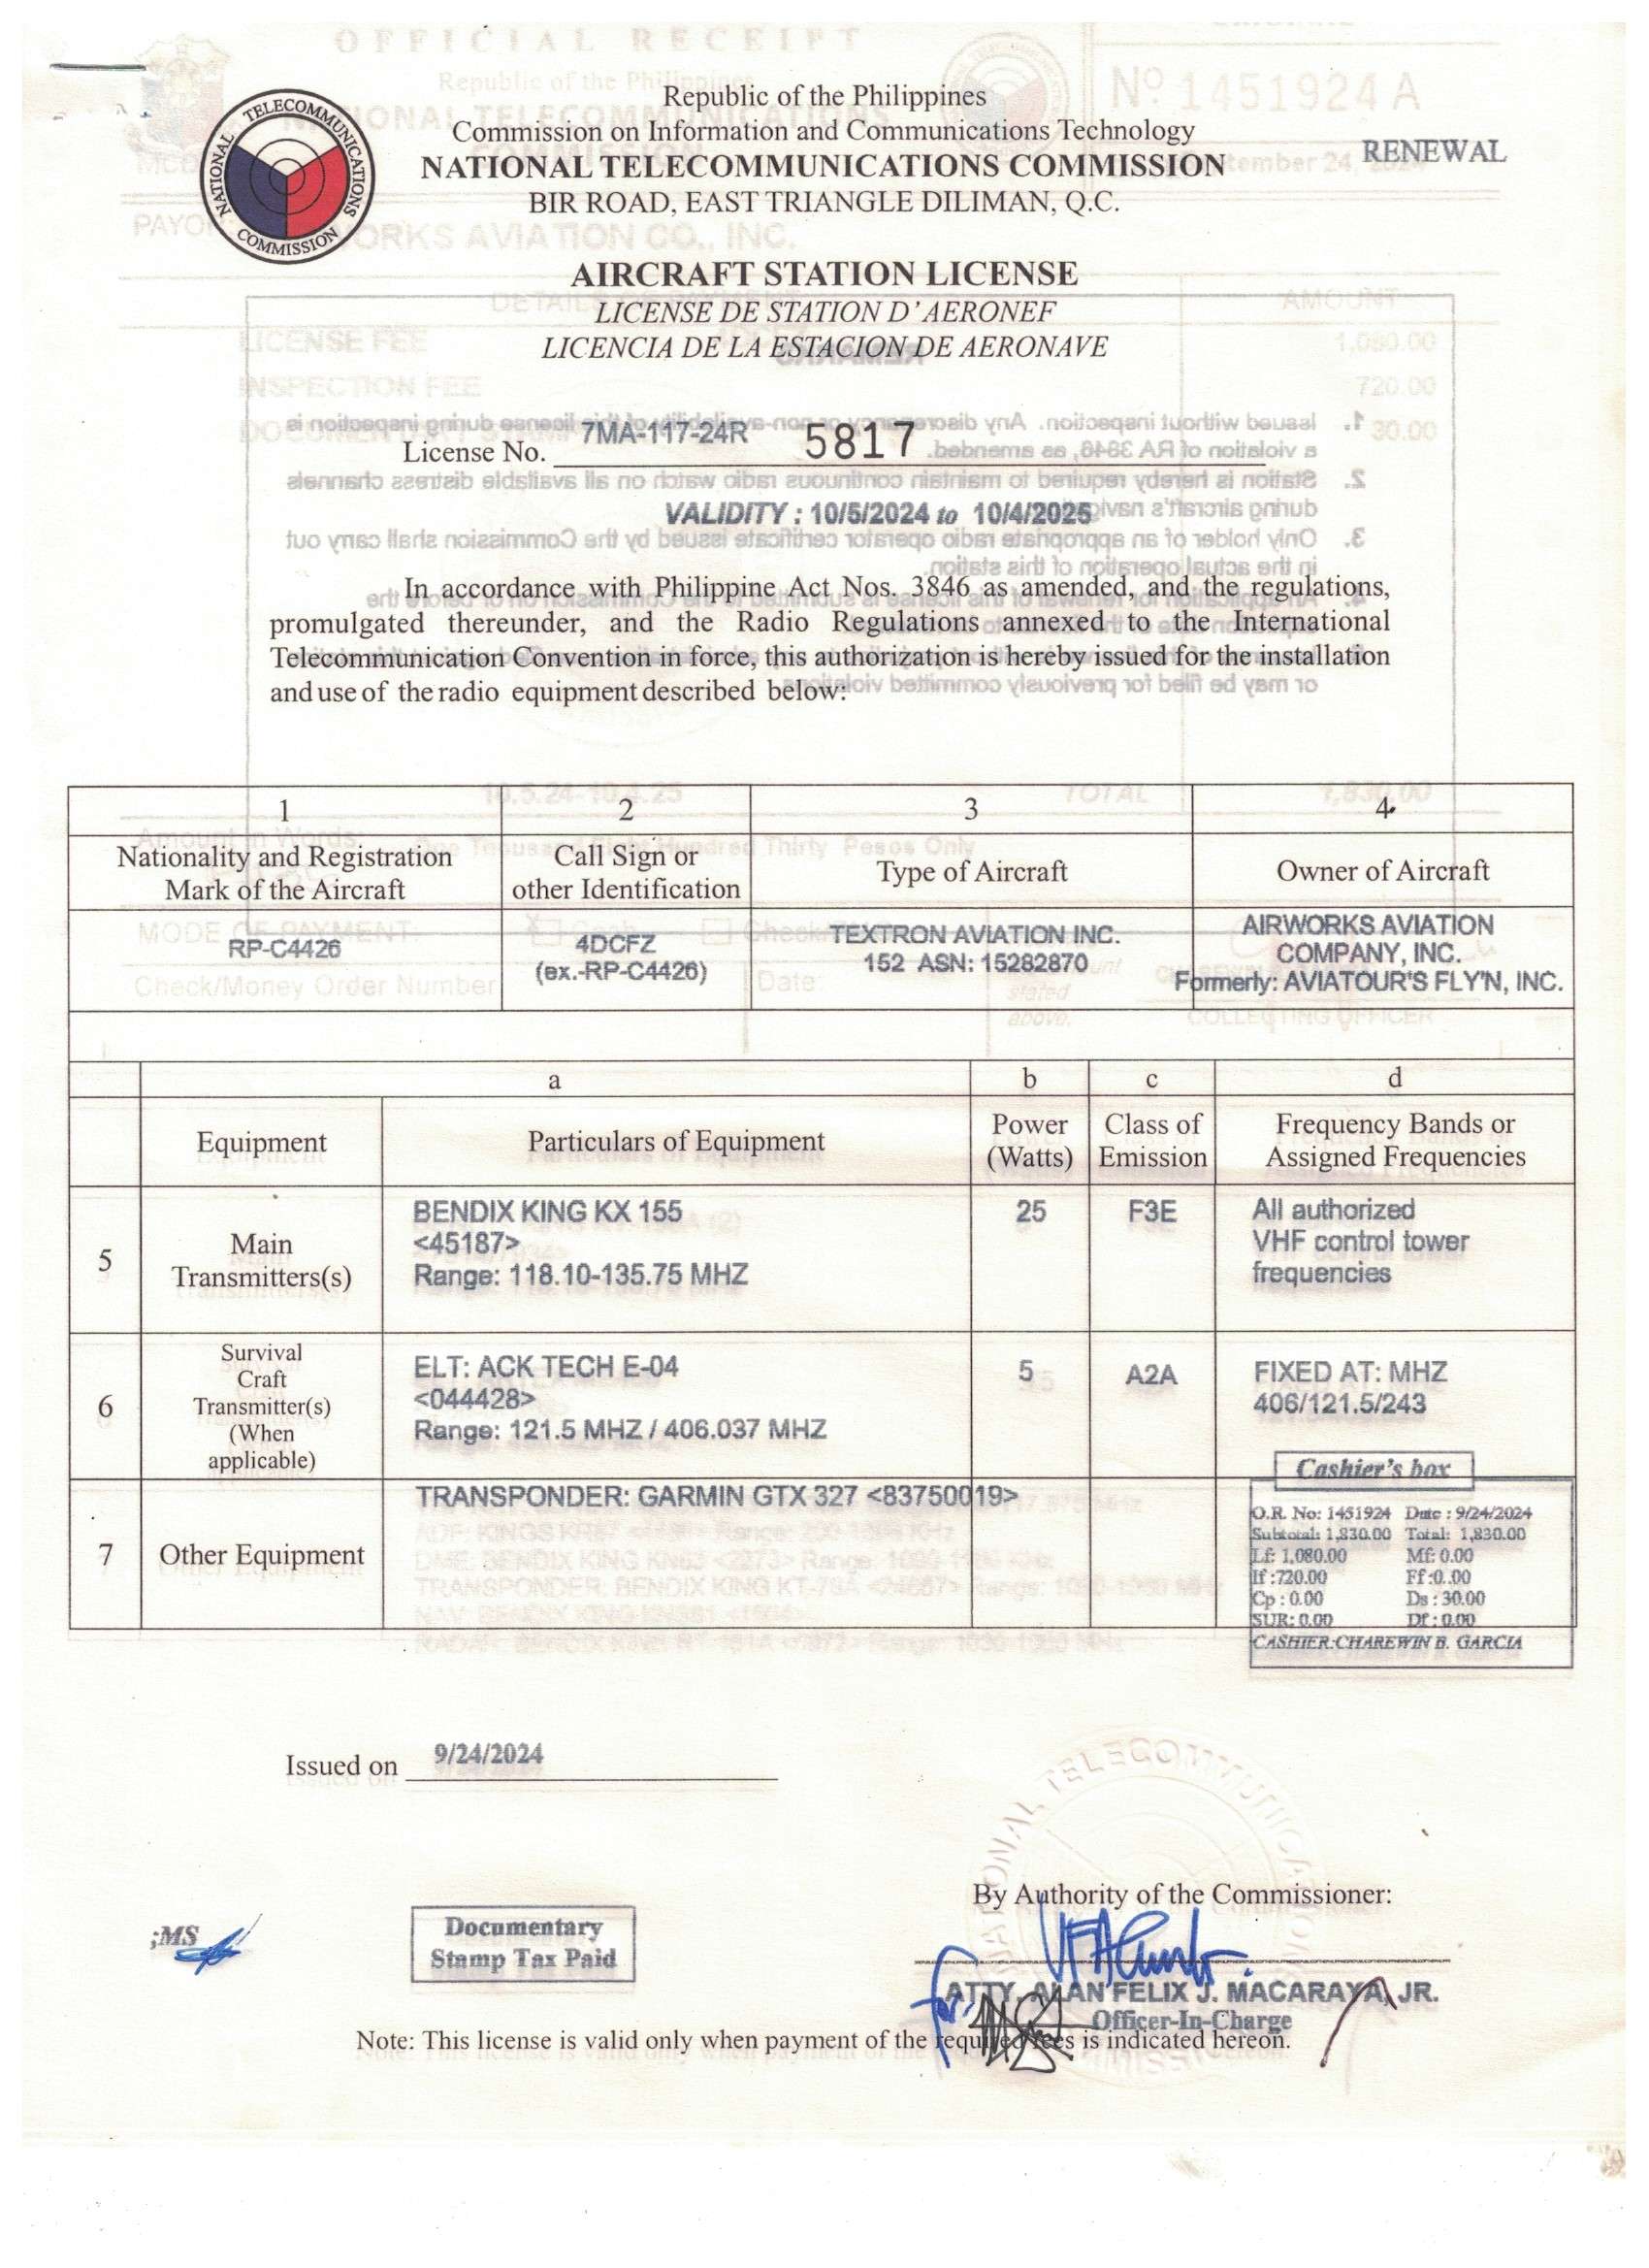 Republic of the Philippines
Commission on Information and Communications Technology
NATIONAL TELECOMMUNICATIONS COMMISSION
BIR ROAD, EAST TRIANGLE DILIMAN, Q.C.
RENEWAL
NATIONAL TELECOMMUNICATIONS COMMISSION
AIRCRAFT STATION LICENSE
LICENSE DE STATION D'AERONEF
LICENCIA DE LA ESTACION DE AERONAVE
License No. 7MA-117-24R 5817
VALIDITY : 10/5/2024 to 10/4/2025
In accordance with Philippine Act Nos. 3846 as amended, and the regulations,
promulgated thereunder, and the Radio Regulations annexed to the International
Telecommunication Convention in force, this authorization is hereby issued for the installation
and use of the radio equipment described below:
1 2 3 4
Nationality and Registration Mark of the Aircraft
Call Sign or other Identification
Type of Aircraft
Owner of Aircraft
RP-C4426
4DCFZ
(ex.-RP-C4426)
TEXTRON AVIATION INC.
152 ASN: 15282870
AIRWORKS AVIATION
COMPANY, INC.
Formerly: AVIATOUR'S FLY'N, INC.
a b c d
Equipment
Particulars of Equipment
Power
(Watts)
Class of
Emission
Frequency Bands or
Assigned Frequencies
5
Main
Transmitters(s)
BENDIX KING KX 155
<45187>
Range: 118.10-135.75 MHZ
25
F3E
All authorized
VHF control tower
frequencies
6
Survival
Craft
Transmitter(s)
(When
applicable)
ELT: ACK TECH E-04
<044428>
Range: 121.5 MHZ / 406.037 MHZ
5
A2A
FIXED AT: MHZ
406/121.5/243
7
Other Equipment
TRANSPONDER: GARMIN GTX 327 <83750019>
Cashier's box
O.R. No: 1451924 Date : 9/24/2024
Subtotal: 1,830.00 Total: 1,830.00
Lf: 1,080.00 Mf: 0.00
If :720.00 Ff :0..00
Cp : 0.00 Ds : 30.00
SUR: 0.00 Df : 0.00
CASHIER:CHAREWIN B. GARCIA
Issued on 9/24/2024
;MS
Documentary
Stamp Tax Paid
By Authority of the Commissioner:
for:
ATTY. ALAN FELIX J. MACARAYA, JR.
Officer-In-Charge
Note: This license is valid only when payment of the required fees is indicated hereon.